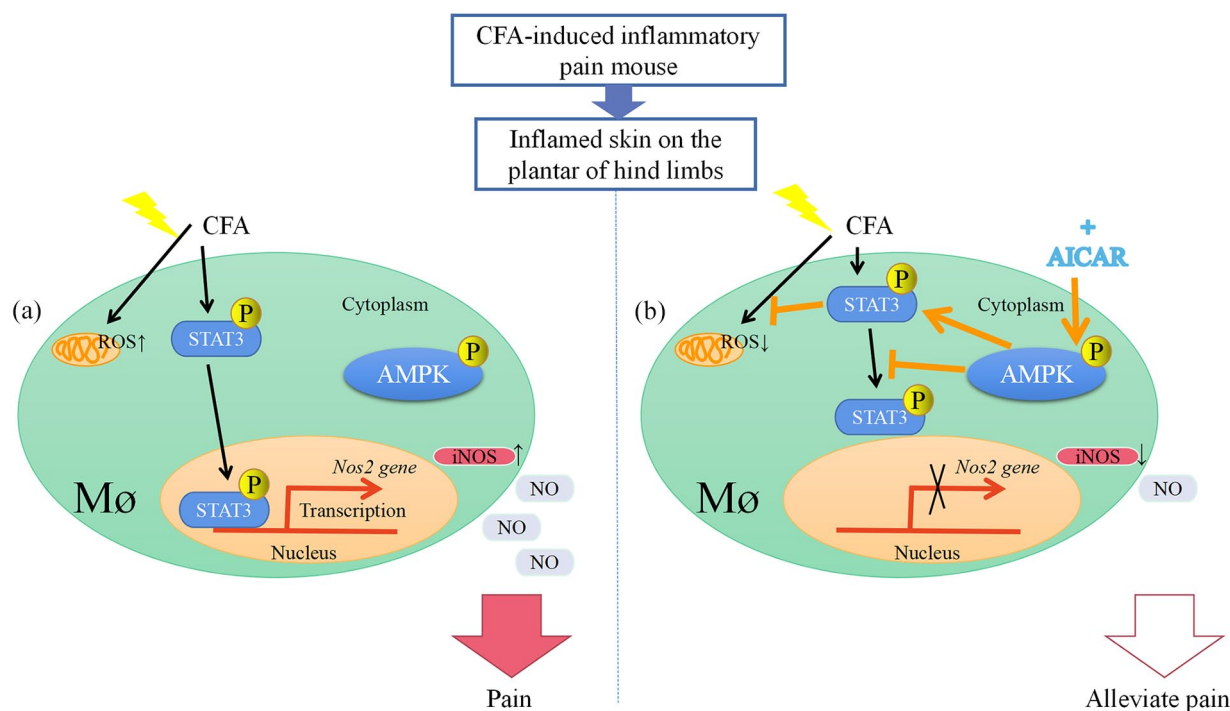 CFA-induced inflammatory
pain mouse
Inflamed skin on the
plantar of hind limbs
(a)
CFA
Cytoplasm
P
STAT3
ROS↑
P
AMPK
P
STAT3
Nos2 gene
Transcription
Nucleus
Mø
iNOS ↑
NO
NO
NO
Pain
(b)
CFA
+
AICAR
P
STAT3
Cytoplasm
ROS↓
P
AMPK
P
STAT3
Nos2 gene
Nucleus
Mø
iNOS ↓
NO
Alleviate pain